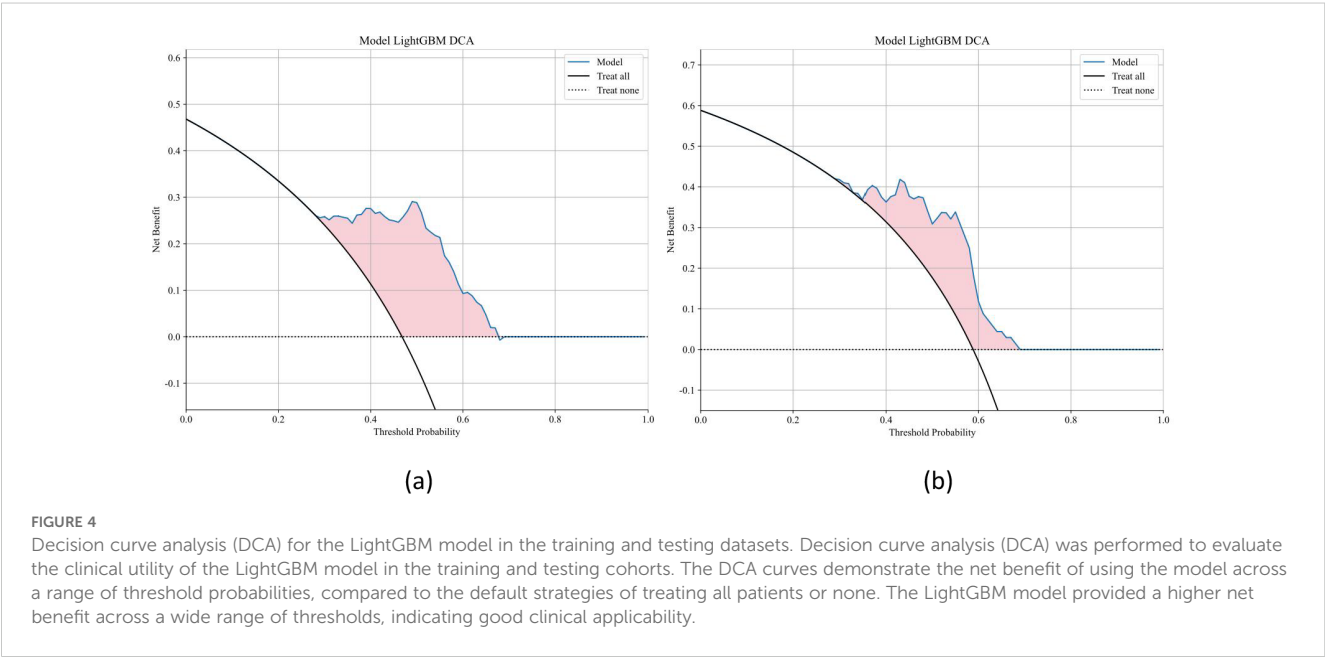 Model LightGBM DCA
Model
Treat all
Treat none
0.6
0.5
0.4
0.3
0.2
0.1
0.0
-0.1
Net Benefit
0.0 0.2 0.4 0.6 0.8 1.0
Threshold Probability
(a)
Model LightGBM DCA
Model
Treat all
Treat none
0.7
0.6
0.5
0.4
0.3
0.2
0.1
0.0
-0.1
Net Benefit
0.0 0.2 0.4 0.6 0.8 1.0
Threshold Probability
(b)
FIGURE 4
Decision curve analysis (DCA) for the LightGBM model in the training and testing datasets. Decision curve analysis (DCA) was performed to evaluate
the clinical utility of the LightGBM model in the training and testing cohorts. The DCA curves demonstrate the net benefit of using the model across
a range of threshold probabilities, compared to the default strategies of treating all patients or none. The LightGBM model provided a higher net
benefit across a wide range of thresholds, indicating good clinical applicability.